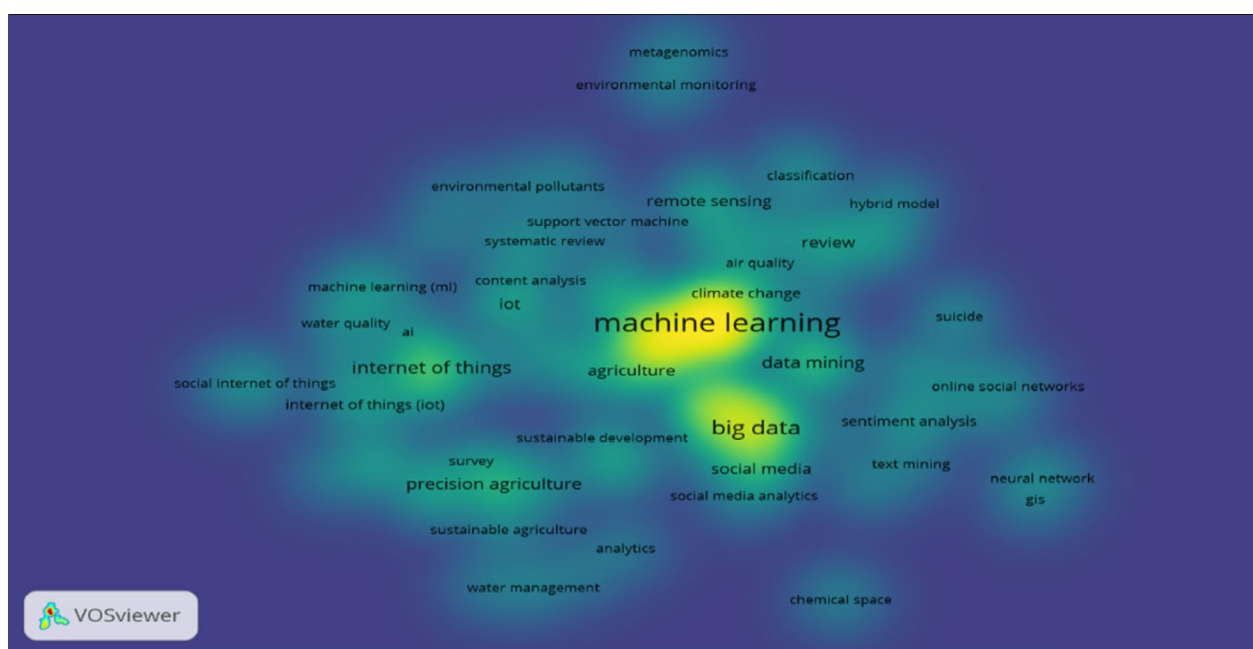 metagenomics
environmental monitoring
classification
environmental pollutants
remote sensing
hybrid model
support vector machine
systematic review
review
air quality
content analysis
machine learning (ml)
climate change
iot
suicide
water quality
machine learning
ai
data mining
internet of things
agriculture
social internet of things
online social networks
internet of things (iot)
sentiment analysis
big data
sustainable development
survey
text mining
social media
neural network
precision agriculture
social media analytics
gis
sustainable agriculture
analytics
water management
chemical space
VOSviewer